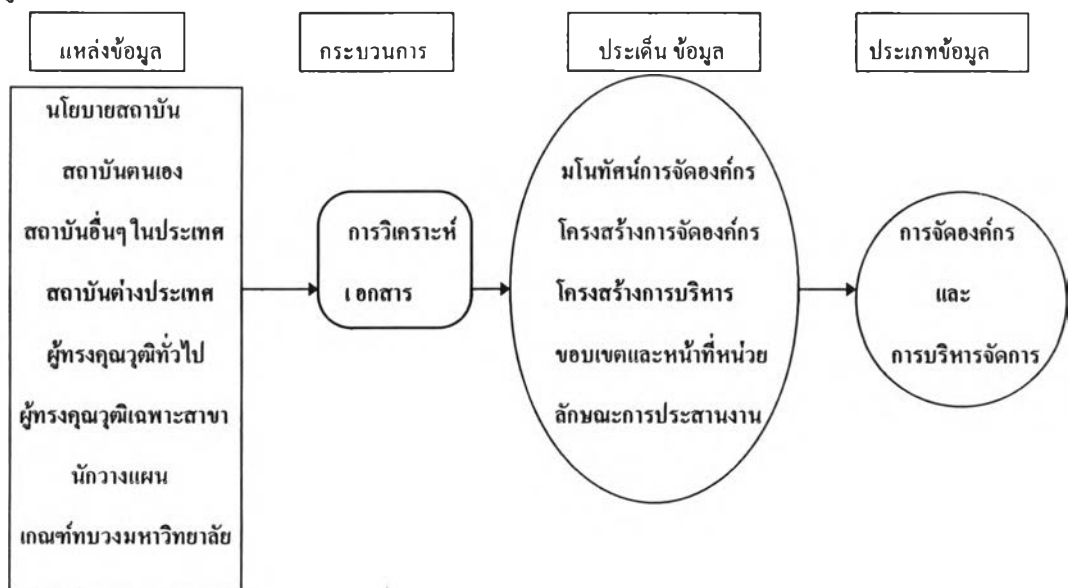 แหล่งข้อมูล
กระบวนการ
ประเด็น ข้อมูล
ประเภทข้อมูล
นโยบายสถาบัน
สถาบันตนเอง
สถาบันอื่นๆ ในประเทศ
สถาบันต่างประเทศ
ผู้ทรงคุณวุฒิทั่วไป
ผู้ทรงคุณวุฒิเฉพาะสาขา
นักวางแผน
เกณฑ์ทบวงมหาวิทยาลัย
การวิเคราะห์
เอกสาร
มโนทัศน์การจัดองค์กร
โครงสร้างการจัดองค์กร
โครงสร้างการบริหาร
ขอบเขตและหน้าที่หน่วย
ลักษณะการประสานงาน
การจัดองค์กร
และ
การบริหารจัดการ